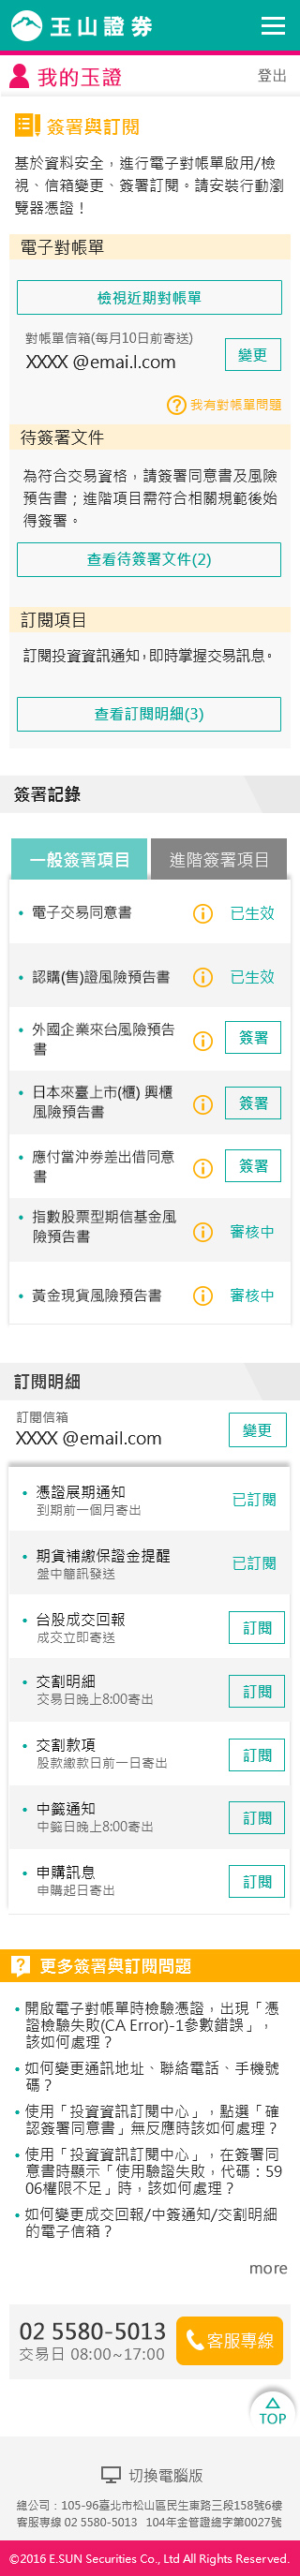 玉山證券
我的玉證
登出
簽署與訂閱
基於資料安全，進行電子對帳單啟用/檢
視、信箱變更、簽署訂閱。請安裝行動瀏
覽器憑證！
電子對帳單
檢視近期對帳單
對帳單信箱(每月10日前寄送)
XXXX @emai.l.com
變更
我有對帳單問題
待簽署文件
為符合交易資格，請簽署同意書及風險
預告書；進階項目需符合相關規範後始
得簽署。
查看待簽署文件(2)
訂閱項目
訂閱投資資訊通知，即時掌握交易訊息。
查看訂閱明細(3)
簽署記錄
一般簽署項目
進階簽署項目
電子交易同意書
已生效
認購(售)證風險預告書
已生效
外國企業來台風險預告
書
簽署
日本來臺上市(櫃) 興櫃
風險預告書
簽署
應付當沖券差出借同意
書
簽署
指數股票型期信基金風
險預告書
審核中
黃金現貨風險預告書
審核中
訂閱明細
訂閱信箱
XXXX @email.com
變更
憑證展期通知
到期前一個月寄出
已訂閱
期貨補繳保證金提醒
盤中簡訊發送
已訂閱
台股成交回報
成交立即寄送
訂閱
交割明細
交易日晚上8:00寄出
訂閱
交割款項
股款繳款日前一日寄出
訂閱
中籤通知
中籤日晚上8:00寄出
訂閱
申購訊息
申購起日寄出
訂閱
更多簽署與訂閱問題
開啟電子對帳單時檢驗憑證，出現「憑
證檢驗失敗(CA Error)-1參數錯誤」，
該如何處理？
如何變更通訊地址、聯絡電話、手機號
碼？
使用「投資資訊訂閱中心」，點選「確
認簽署同意書」無反應時該如何處理？
使用「投資資訊訂閱中心」，在簽署同
意書時顯示「使用驗證失敗，代碼：59
06權限不足」時，該如何處理？
如何變更成交回報/中簽通知/交割明細
的電子信箱？
more
02 5580-5013
交易日 08:00~17:00
客服專線
TOP
切換電腦版
總公司：105-96臺北市松山區民生東路三段158號6樓
客服專線 02 5580-5013 104年金管證總字第0027號
©2016 E.SUN Securities Co., Ltd All Rights Reserved.